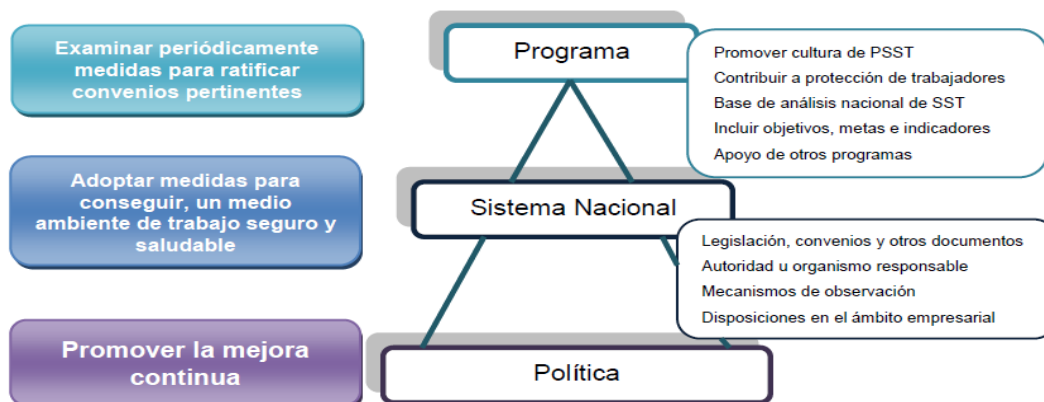 Examinar periódicamente
medidas para ratificar
convenios pertinentes
Programa
Promover cultura de PSST
Contribuir a protección de trabajadores
Base de análisis nacional de SST
Incluir objetivos, metas e indicadores
Apoyo de otros programas
Adoptar medidas para
conseguir, un medio
ambiente de trabajo seguro y
saludable
Sistema Nacional
Legislación, convenios y otros documentos
Autoridad u organismo responsable
Mecanismos de observación
Disposiciones en el ámbito empresarial
Promover la mejora
continua
Política